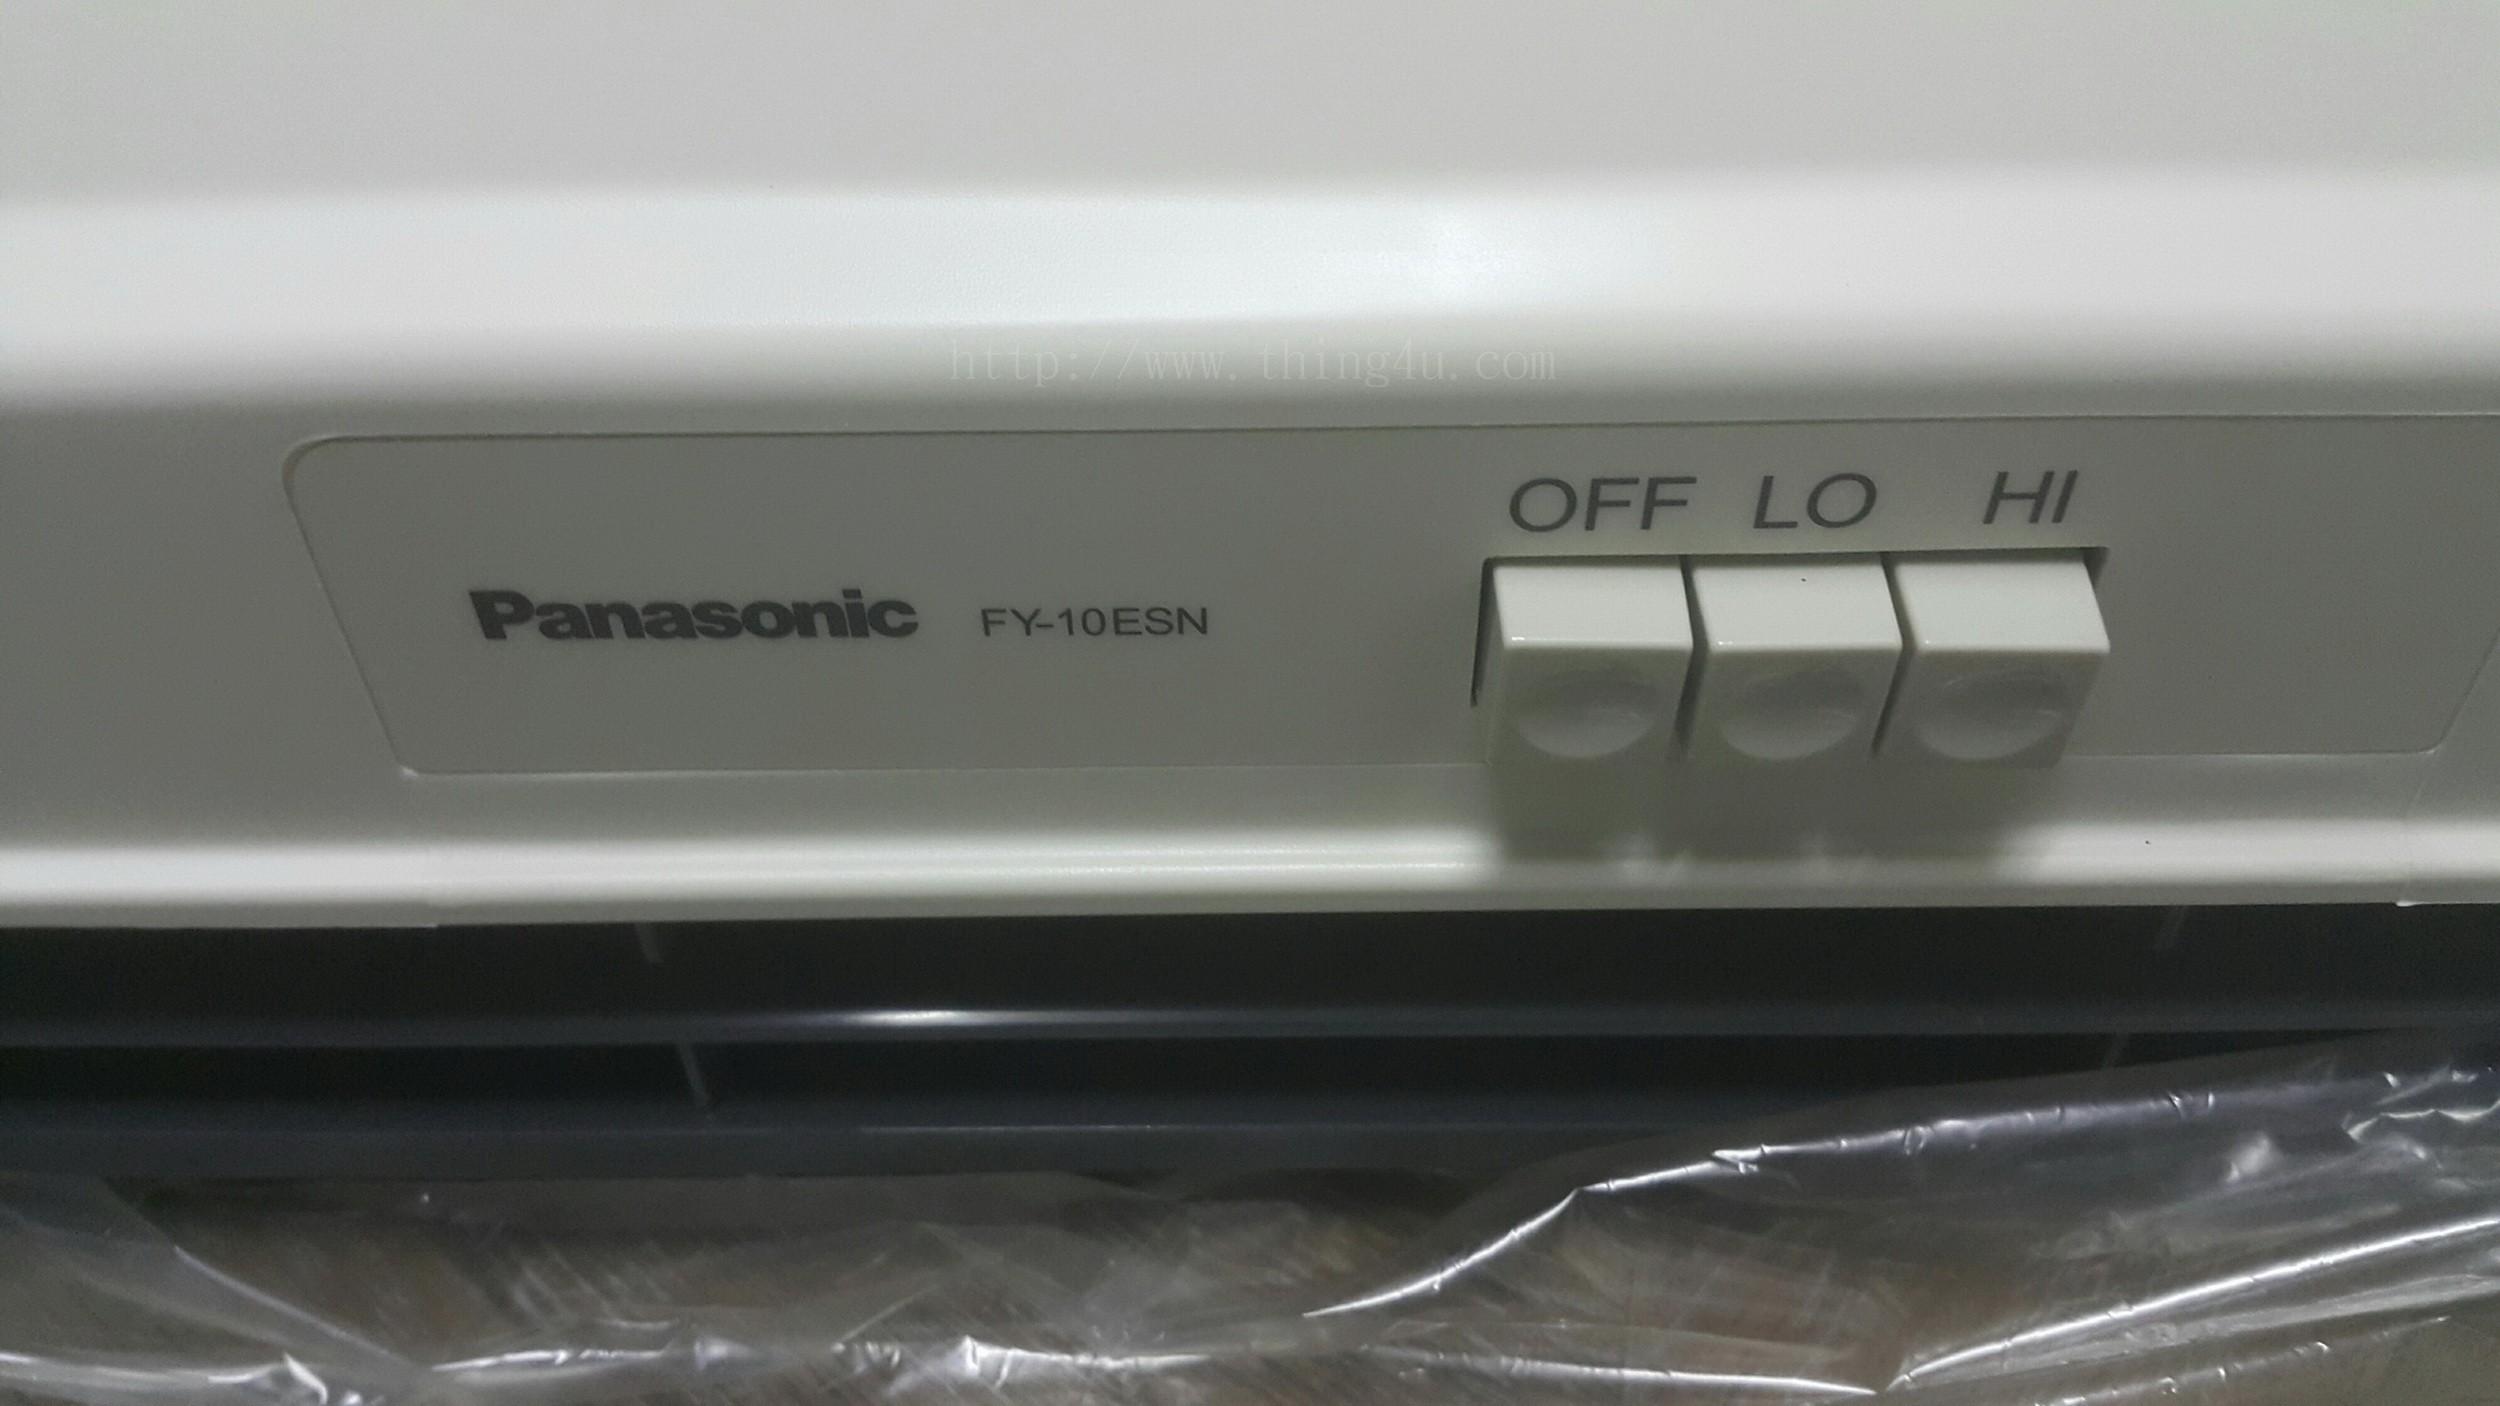 http://www.thing4u.com
OFF LO HI
Panasonic FY-10ESN